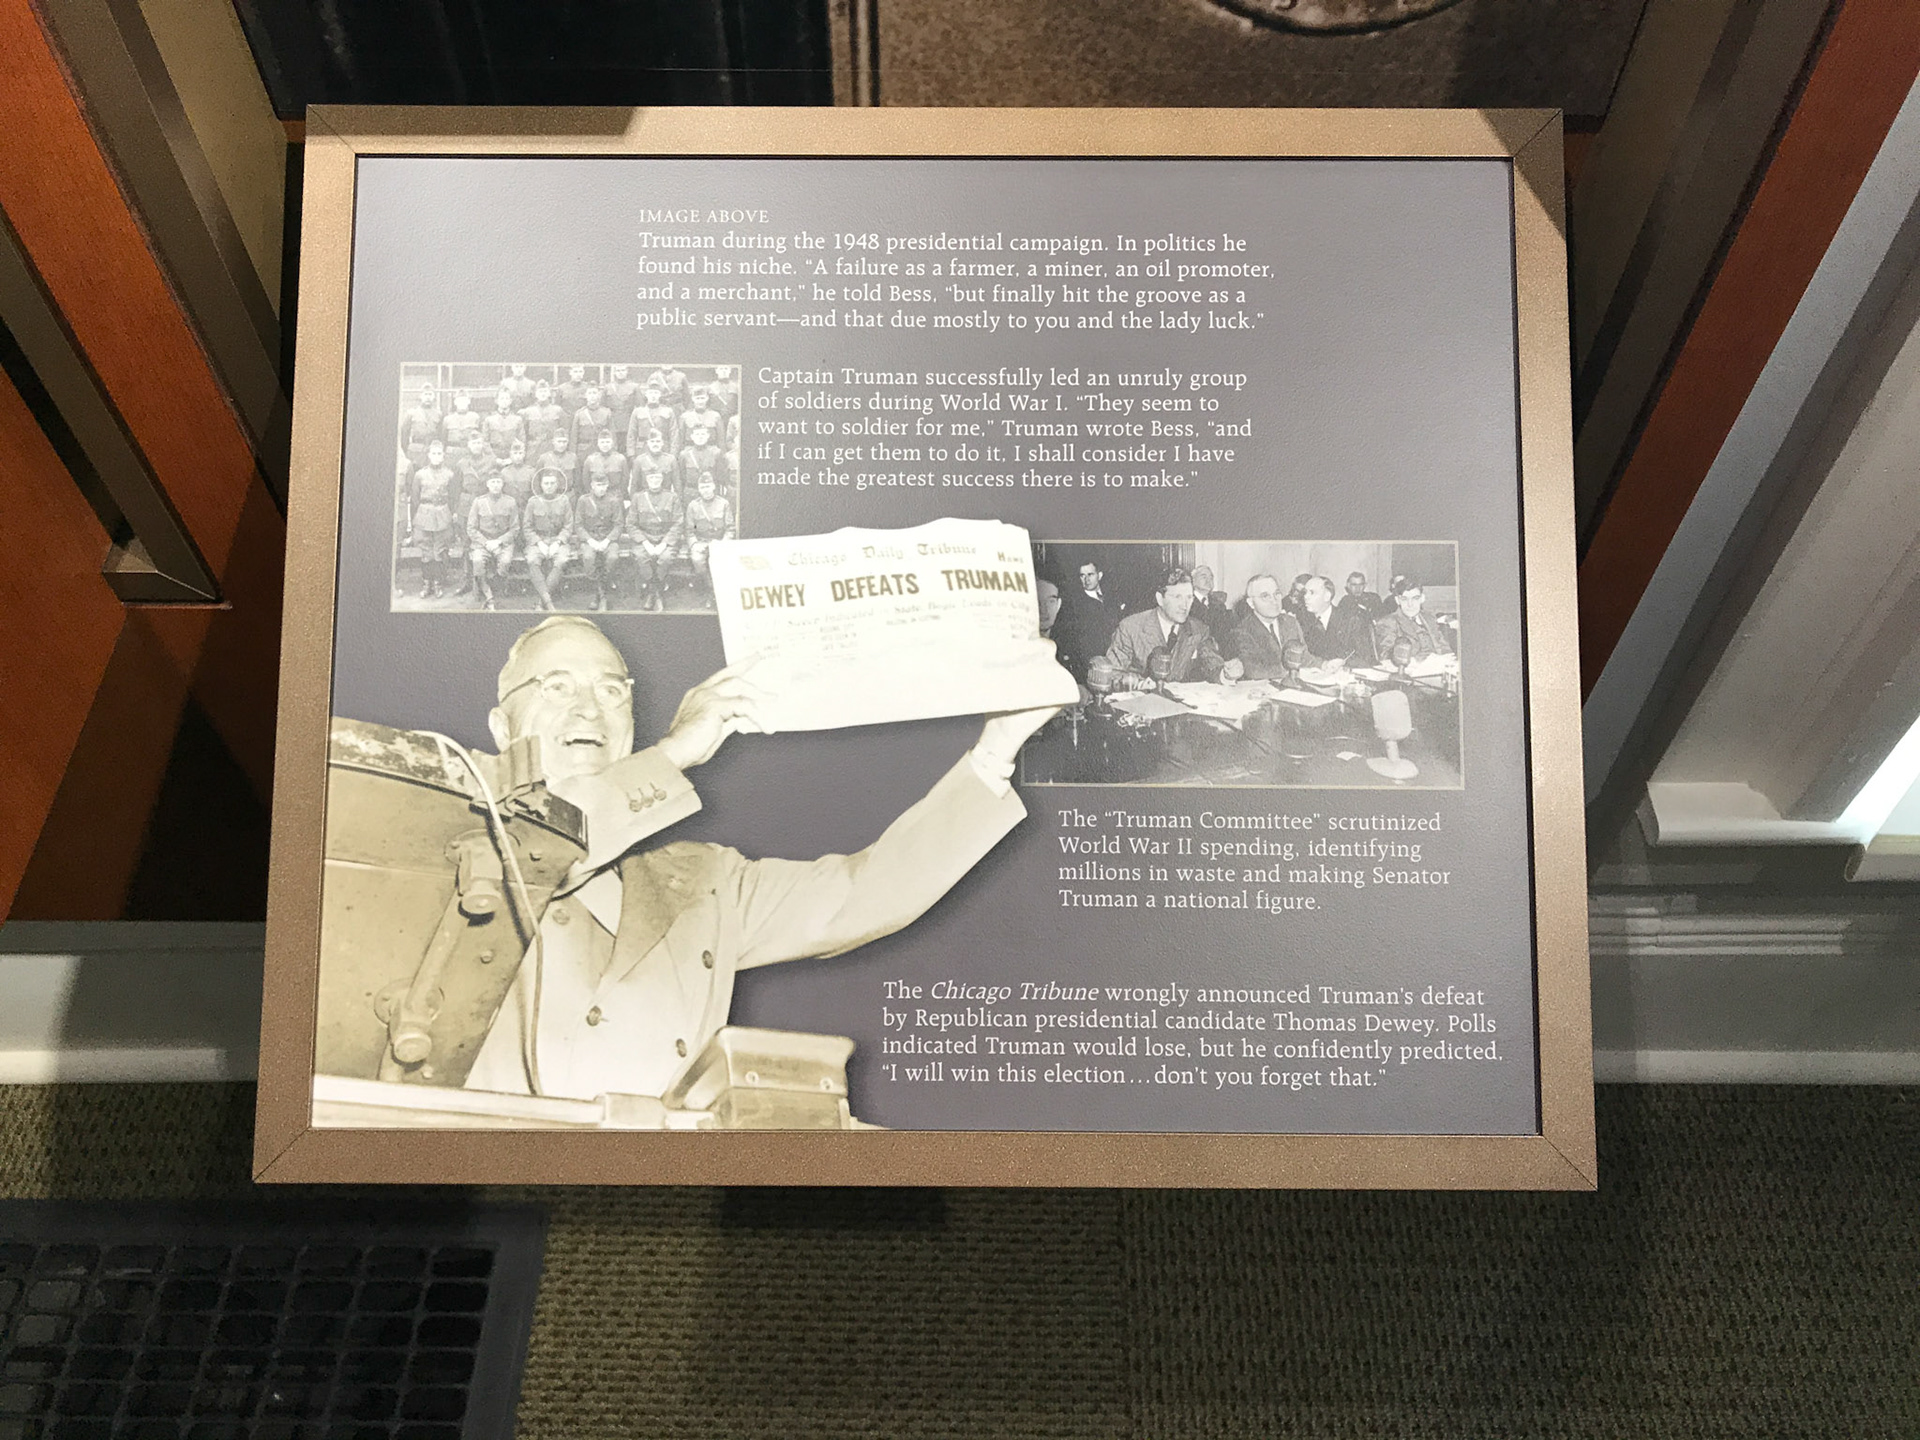 IMAGE ABOVE
Truman during the 1948 presidential campaign. In politics he
found his niche. “A failure as a farmer, a miner, an oil promoter,
and a merchant,” he told Bess, “but finally hit the groove as a
public servant—and that due mostly to you and the lady luck.”
Captain Truman successfully led an unruly group
of soldiers during World War I. “They seem to
want to soldier for me,” Truman wrote Bess, “and
if I can get them to do it, I shall consider I have
made the greatest success there is to make.”
Chicago Daily Tribune
DEWEY DEFEATS TRUMAN
The “Truman Committee” scrutinized
World War II spending, identifying
millions in waste and making Senator
Truman a national figure.
The Chicago Tribune wrongly announced Truman’s defeat
by Republican presidential candidate Thomas Dewey. Polls
indicated Truman would lose, but he confidently predicted,
“I will win this election...don’t you forget that.”